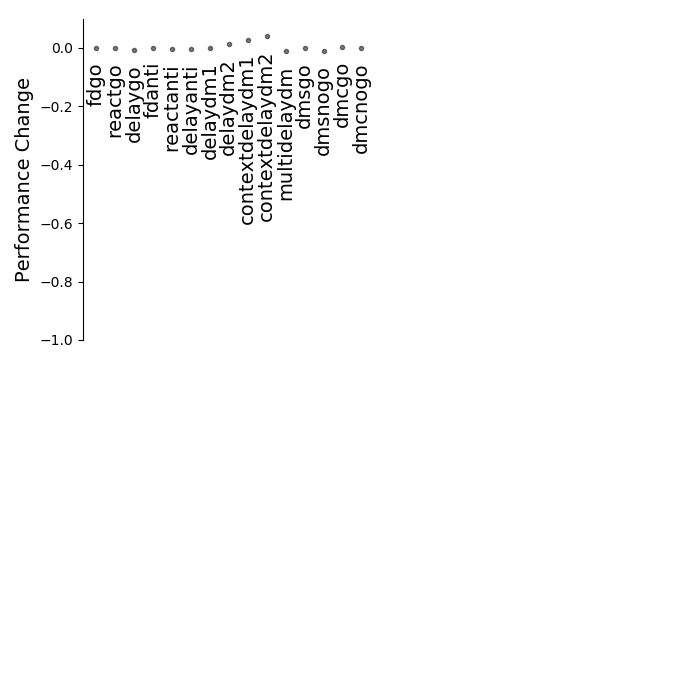 Performance Change
0.0
−0.2
−0.4
−0.6
−0.8
−1.0
fdgo
reactgo
delaygo
fdanti
reactanti
delayanti
delaydm1
delaydm2
contextdelaydm1
contextdelaydm2
multidelaydm
dmsgo
dmsnogo
dmcgo
dmcnogo